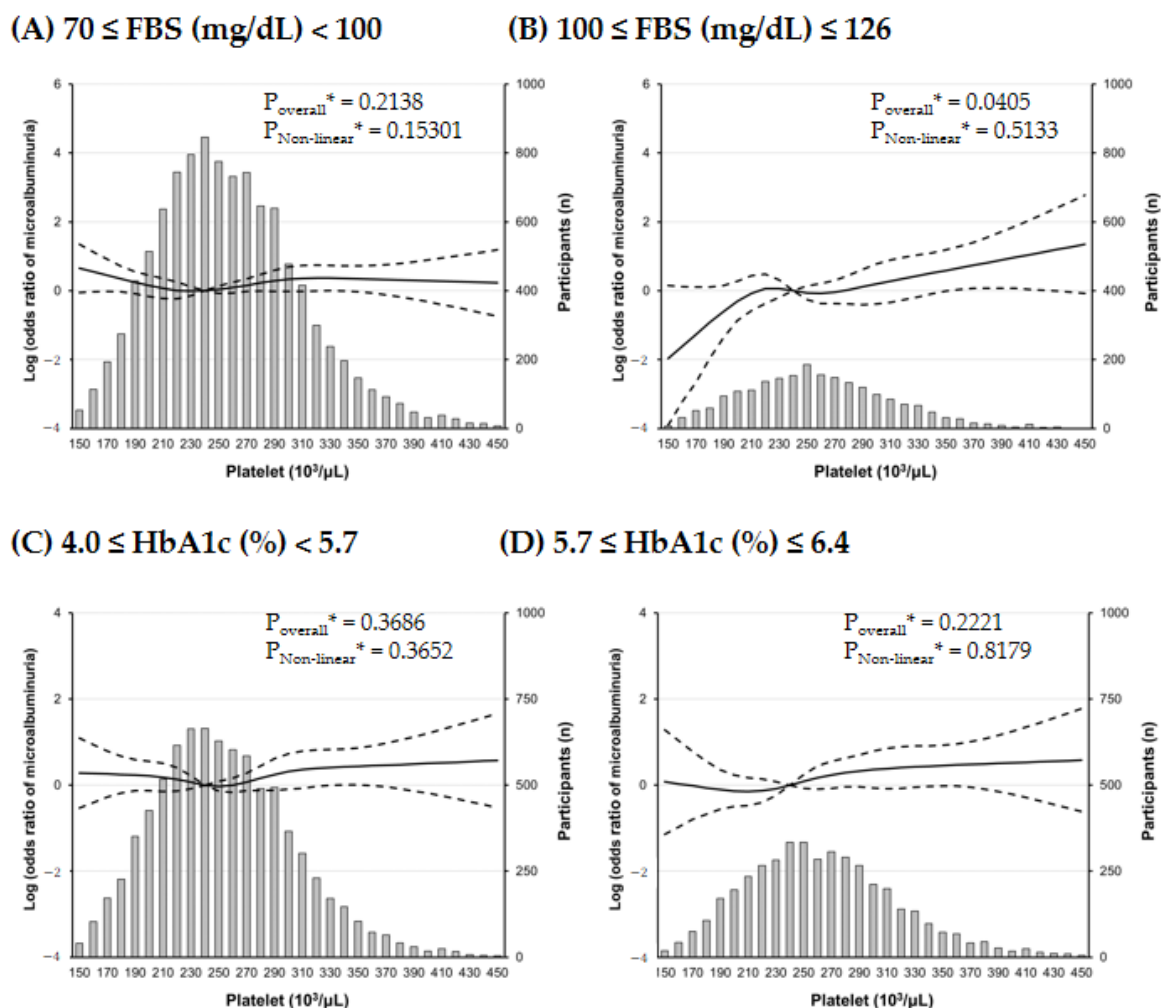 (A) 70 ≤ FBS (mg/dL) < 100
(B) 100 ≤ FBS (mg/dL) ≤ 126
P_overall* = 0.2138
P_Non-linear* = 0.15301
6
4
2
0
−2
−4
1000
800
600
400
200
0
Log (odds ratio of microalbuminuria)
Participants (n)
150 170 190 210 230 250 270 290 310 330 350 370 390 410 430 450
Platelet (10³/µL)
P_overall* = 0.0405
P_Non-linear* = 0.5133
6
4
2
0
−2
−4
1000
800
600
400
200
0
Log (odds ratio of microalbuminuria)
Participants (n)
150 170 190 210 230 250 270 290 310 330 350 370 390 410 430 450
Platelet (10³/µL)
(C) 4.0 ≤ HbA1c (%) < 5.7
(D) 5.7 ≤ HbA1c (%) ≤ 6.4
P_overall* = 0.3686
P_Non-linear* = 0.3652
4
2
0
−2
−4
1000
750
500
250
0
Log (odds ratio of microalbuminuria)
Participants (n)
150 170 190 210 230 250 270 290 310 330 350 370 390 410 430 450
Platelet (10³/µL)
P_overall* = 0.2221
P_Non-linear* = 0.8179
4
2
0
−2
−4
1000
750
500
250
0
Log (odds ratio of microalbuminuria)
Participants (n)
150 170 190 210 230 250 270 290 310 330 350 370 390 410 430 450
Platelet (10³/µL)